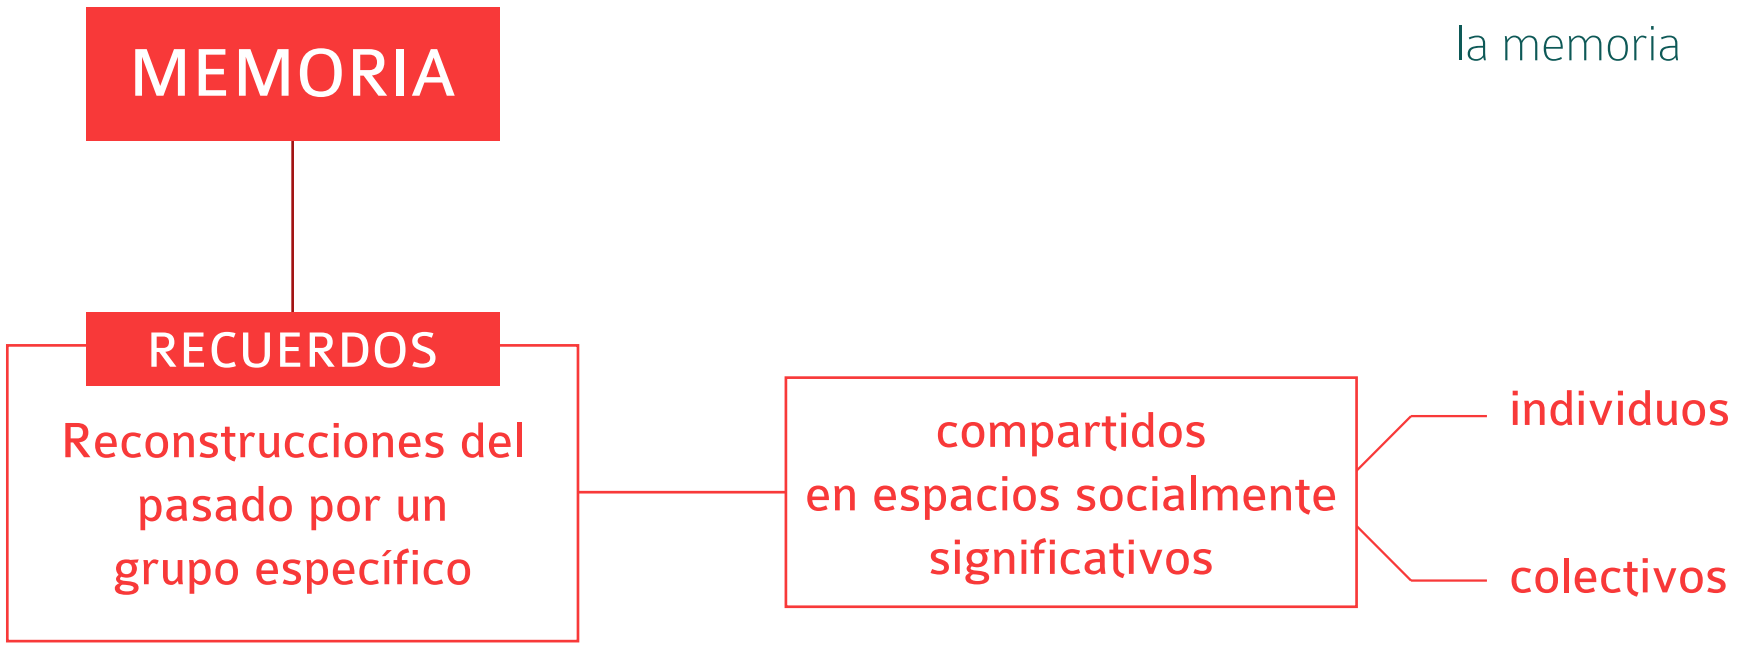 MEMORIA
la memoria
RECUERDOS
Reconstrucciones del
pasado por un
grupo específico
compartidos
en espacios socialmente
significativos
individuos
colectivos